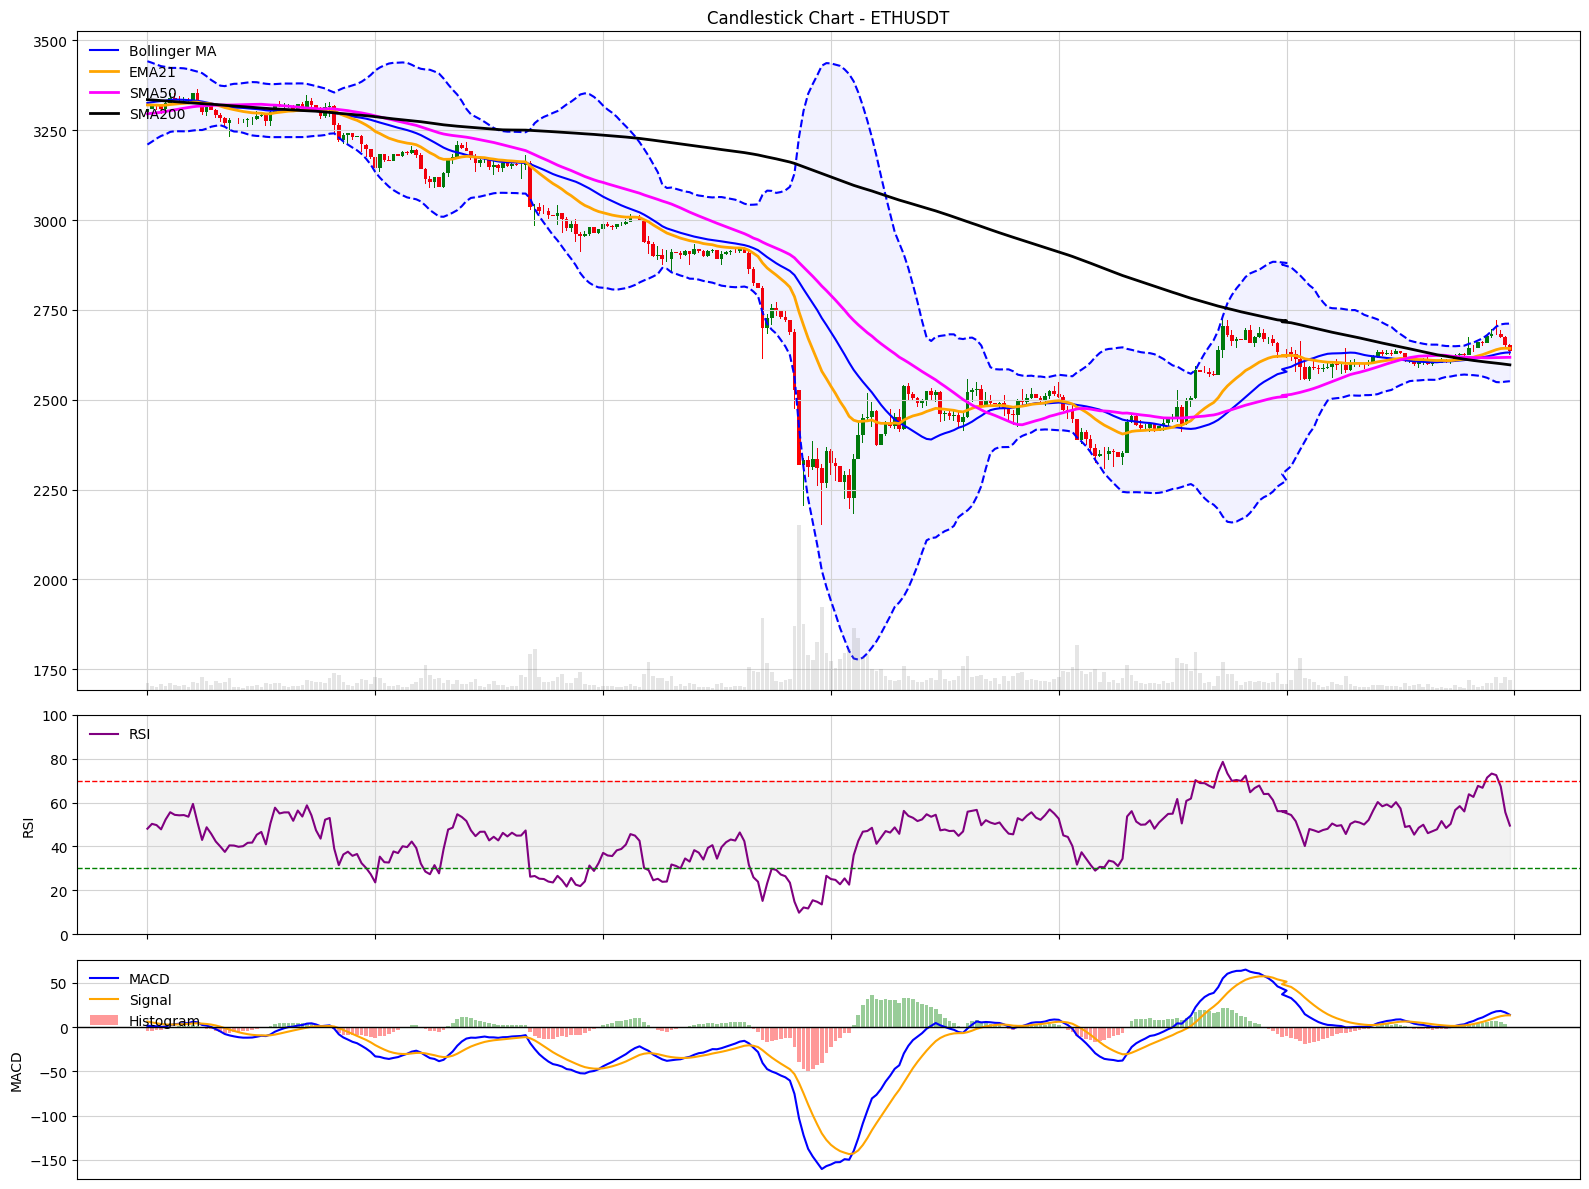 Candlestick Chart - ETHUSDT
3500
3250
3000
2750
2500
2250
2000
1750
Bollinger MA
EMA21
SMA50
SMA200
100
80
60
40
20
0
RSI
RSI
50
0
−50
−100
−150
MACD
MACD
Signal
Histogram